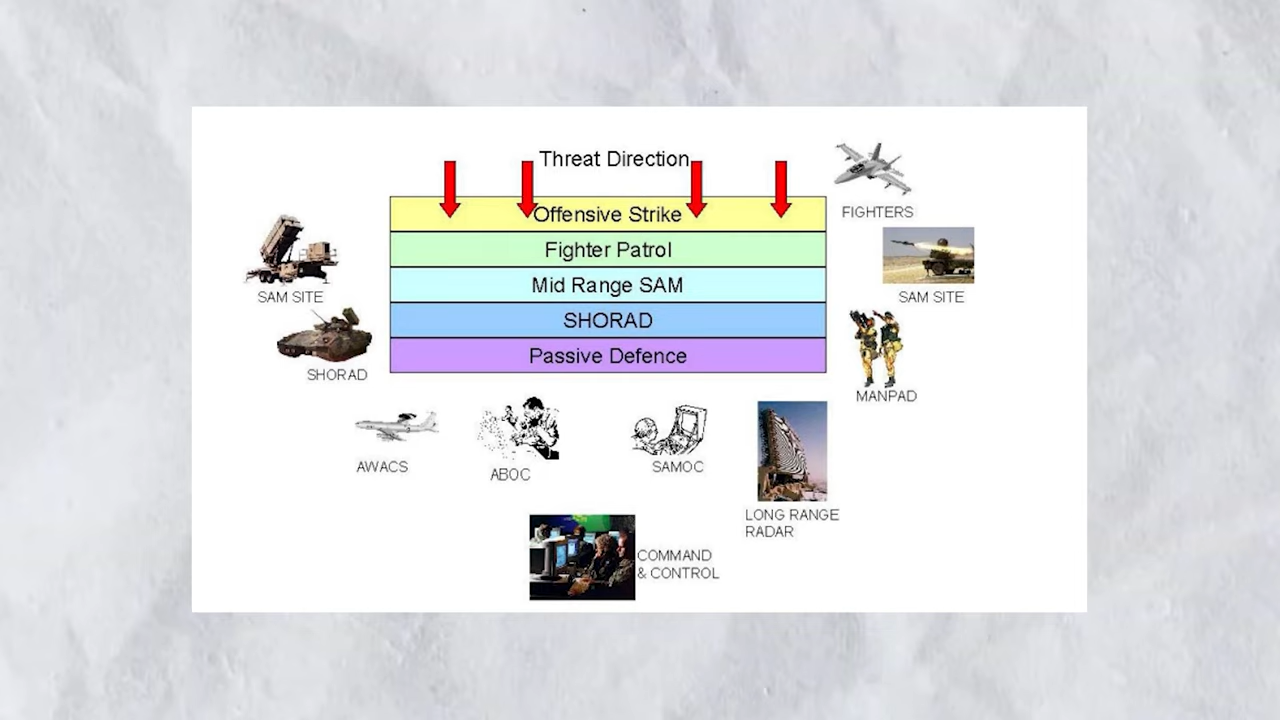 Threat Direction
Offensive Strike
FIGHTERS
Fighter Patrol
Mid Range SAM
SAM SITE
SAM SITE
SHORAD
Passive Defence
SHORAD
MANPAD
AWACS
ABOC
SAMOC
LONG RANGE
RADAR
COMMAND
& CONTROL